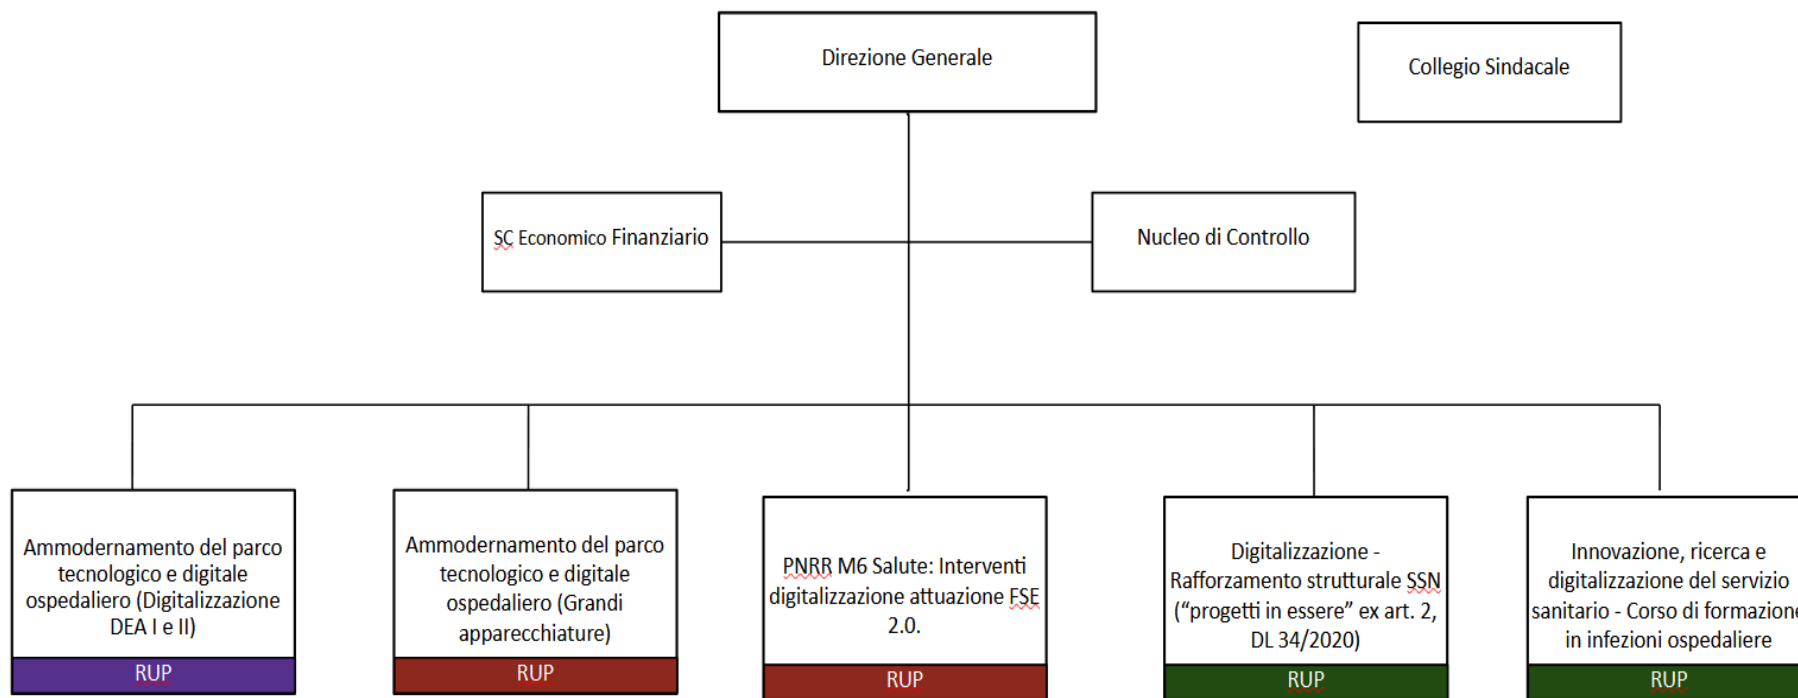 Direzione Generale
Collegio Sindacale
SC Economico Finanziario
Nucleo di Controllo
Ammodernamento del parco
tecnologico e digitale
ospedaliero (Digitalizzazione
DEA I e II)
RUP
Ammodernamento del parco
tecnologico e digitale
ospedaliero (Grandi
apparecchiature)
RUP
PNRR M6 Salute: Interventi
digitalizzazione attuazione FSE
2.0.
RUP
Digitalizzazione -
Rafforzamento strutturale SSN
(“progetti in essere” ex art. 2,
DL 34/2020)
RUP
Innovazione, ricerca e
digitalizzazione del servizio
sanitario - Corso di formazione
in infezioni ospedaliere
RUP